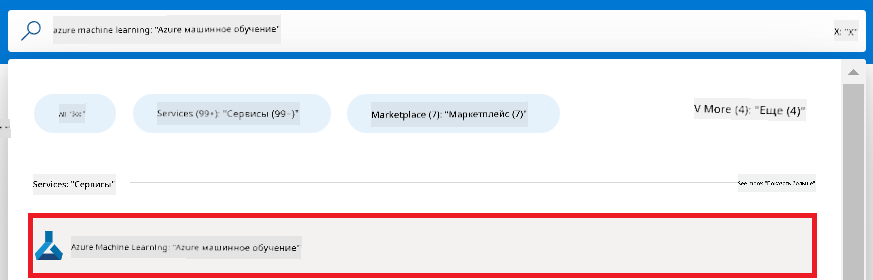 azure machine learning: "Azure машинное обучение"
X: "X"
All "Все"
Services (99+): "Сервисы (99+)"
Marketplace (7): "Маркетплейс (7)"
V More (4): "Еще (4)"
Services: "Сервисы"
See more: "Показать больше"
Azure Machine Learning: "Azure машинное обучение"